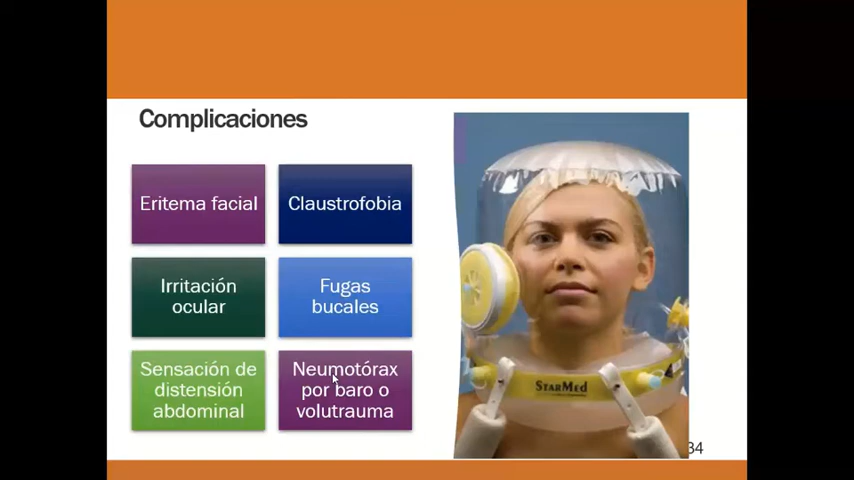 Complicaciones
Eritema facial
Claustrofobia
Irritación
ocular
Fugas
bucales
Sensación de
distensión
abdominal
Neumotórax
por baro o
volutrauma
STARMED
34